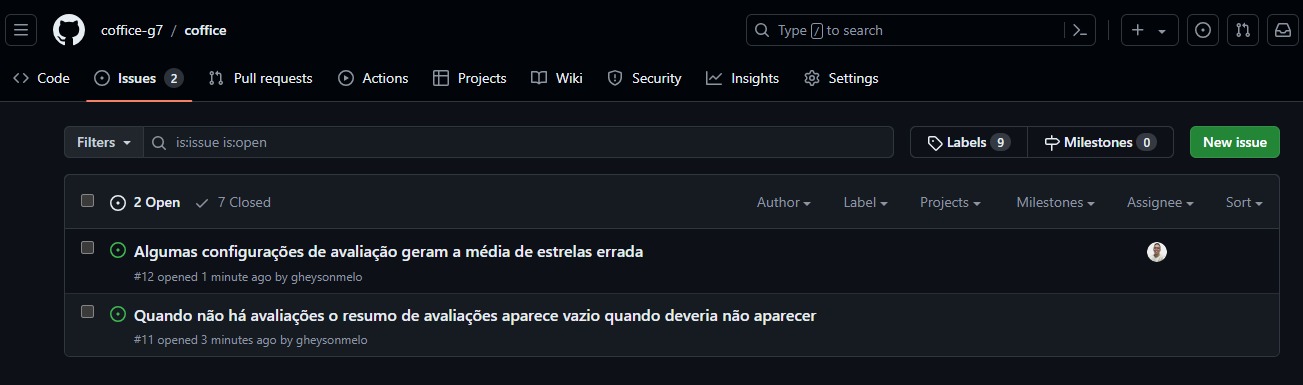 coffice-g7 / coffice
Type / to search
Code Issues 2 Pull requests Actions Projects Wiki Security Insights Settings
Filters is:issue is:open Labels 9 Milestones 0 New issue
2 Open 7 Closed Author Label Projects Milestones Assignee Sort
Algumas configurações de avaliação geram a média de estrelas errada
#12 opened 1 minute ago by gheysonmelo
Quando não há avaliações o resumo de avaliações aparece vazio quando deveria não aparecer
#11 opened 3 minutes ago by gheysonmelo